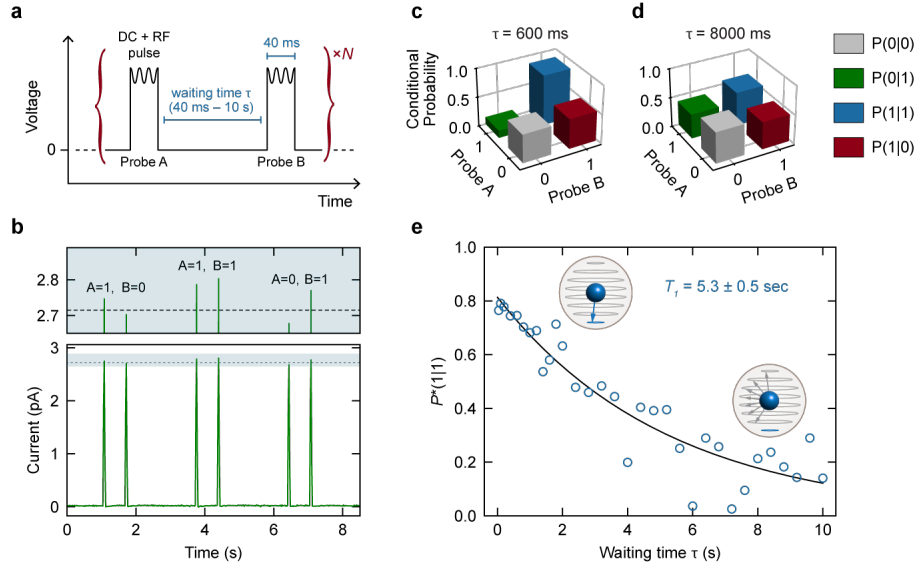 a
DC + RF
pulse
40 ms
×N
waiting time τ
(40 ms – 10 s)
Voltage
0
Probe A
Probe B
Time
b
2.8
2.7
A=1, B=0
A=1, B=1
A=0, B=1
3
2
1
0
Current (pA)
0
2
4
6
8
Time (s)
c
τ = 600 ms
Conditional
Probability
1.0
0.5
0.0
1
0
Probe A
0
1
Probe B
d
τ = 8000 ms
1.0
0.5
0.0
1
0
Probe A
0
1
Probe B
P(0|0)
P(0|1)
P(1|1)
P(1|0)
e
1.0
0.8
0.6
0.4
0.2
0.0
P*(1|1)
T1 = 5.3 ± 0.5 sec
0
2
4
6
8
10
Waiting time τ (s)